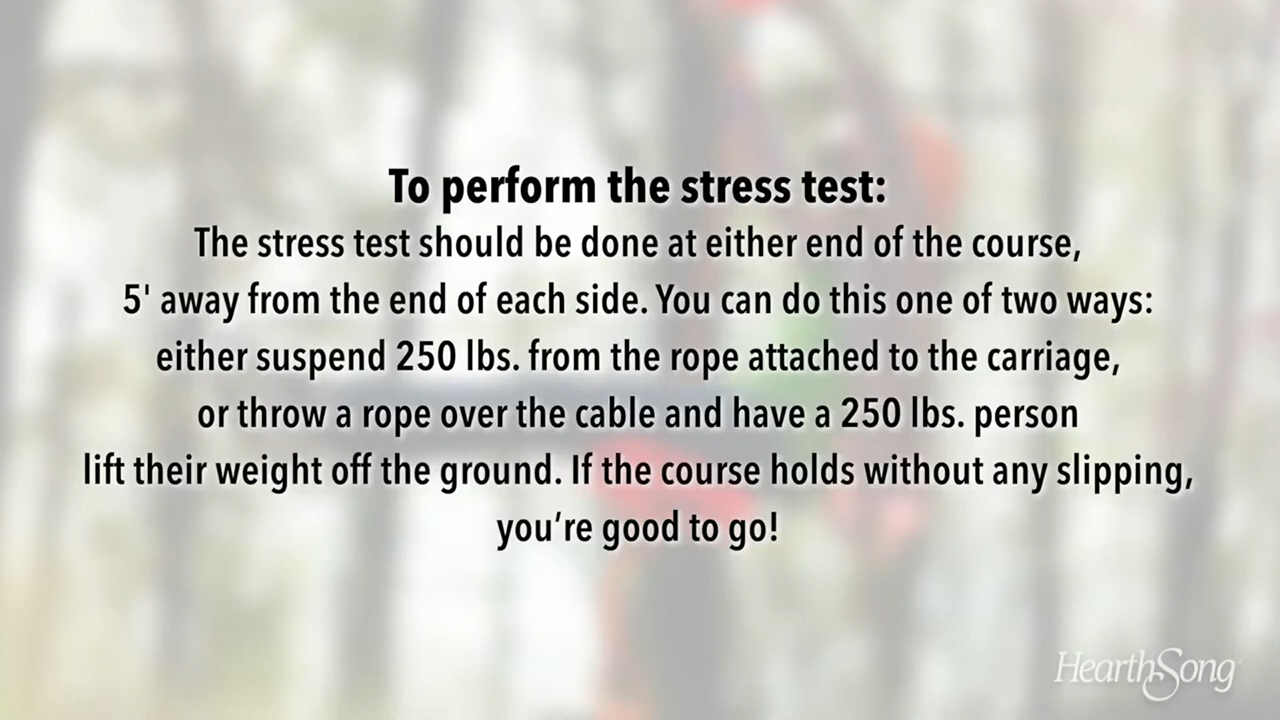 To perform the stress test:
The stress test should be done at either end of the course,
5' away from the end of each side. You can do this one of two ways:
either suspend 250 lbs. from the rope attached to the carriage,
or throw a rope over the cable and have a 250 lbs. person
lift their weight off the ground. If the course holds without any slipping,
you’re good to go!
HearthSong